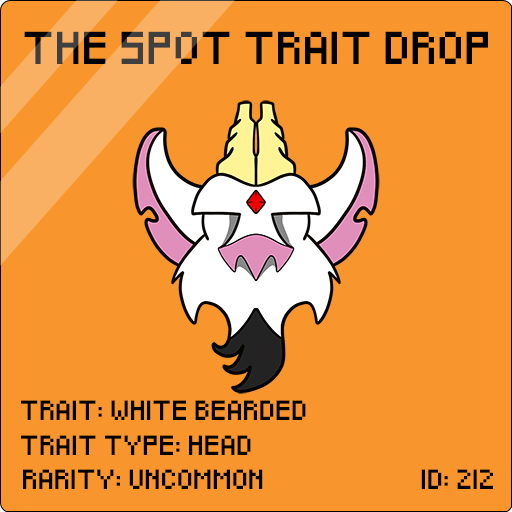 THE SPOT TRAIT DROP
TRAIT: WHITE BEARDED
TRAIT TYPE: HEAD
RARITY: UNCOMMON
ID: 212